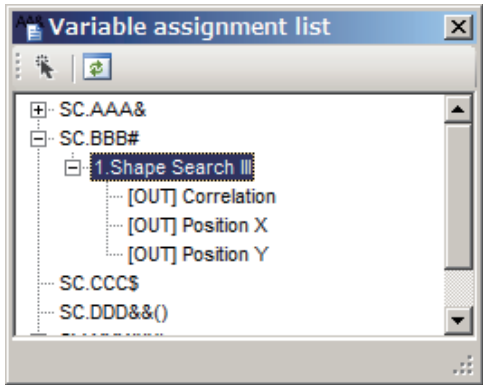 Variable assignment list
SC.AAA&
SC.BBB#
1.Shape Search III
[OUT] Correlation
[OUT] Position X
[OUT] Position Y
SC.CCC$
SC.DDD&&()